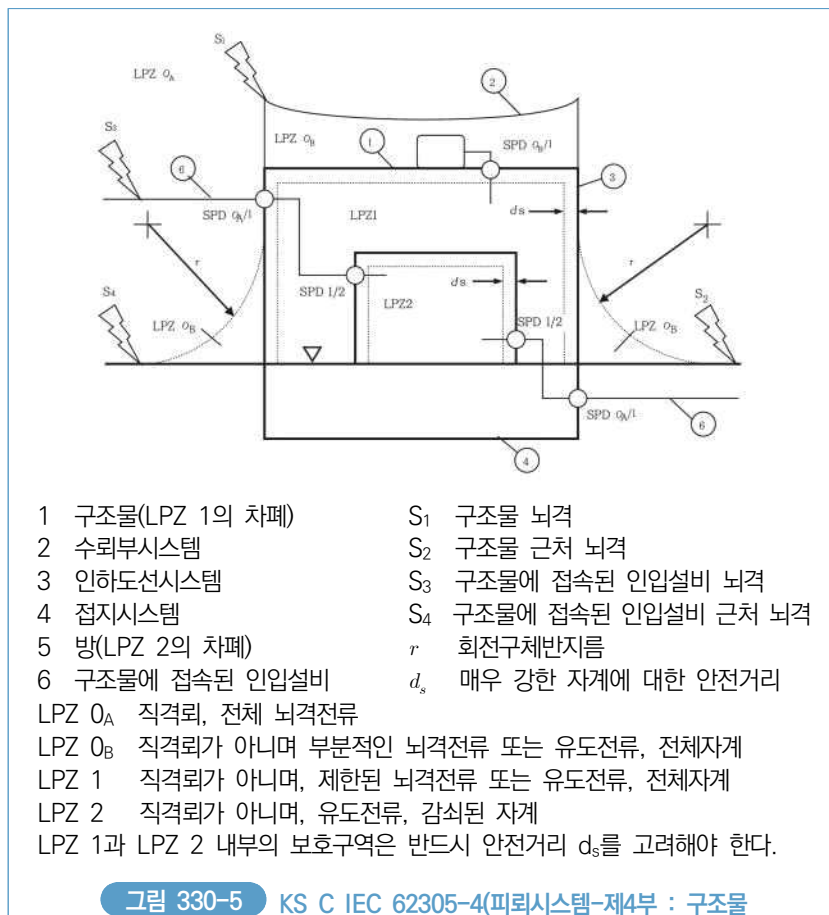 S₁
LPZ 0A
2
S₃
LPZ 0B
1
SPD 0B/1
6
3
SPD 0A/1
LPZ1
ds
r
r
ds
S₄
SPD 1/2
LPZ2
S₂
LPZ 0B
SPD 1/2
LPZ 0B
SPD 0A/1
6
4
1 구조물(LPZ 1의 차폐) S₁ 구조물 뇌격
2 수뢰부시스템 S₂ 구조물 근처 뇌격
3 인하도선시스템 S₃ 구조물에 접속된 인입설비 뇌격
4 접지시스템 S₄ 구조물에 접속된 인입설비 근처 뇌격
5 방(LPZ 2의 차폐) r 회전구체반지름
6 구조물에 접속된 인입설비 ds 매우 강한 자계에 대한 안전거리
LPZ 0A 직격뢰, 전체 뇌격전류
LPZ 0B 직격뢰가 아니며 부분적인 뇌격전류 또는 유도전류, 전체자계
LPZ 1 직격뢰가 아니며, 제한된 뇌격전류 또는 유도전류, 전체자계
LPZ 2 직격뢰가 아니며, 유도전류, 감쇠된 자계
LPZ 1과 LPZ 2 내부의 보호구역은 반드시 안전거리 ds를 고려해야 한다.
그림 330-5 KS C IEC 62305-4(피뢰시스템-제4부 : 구조물